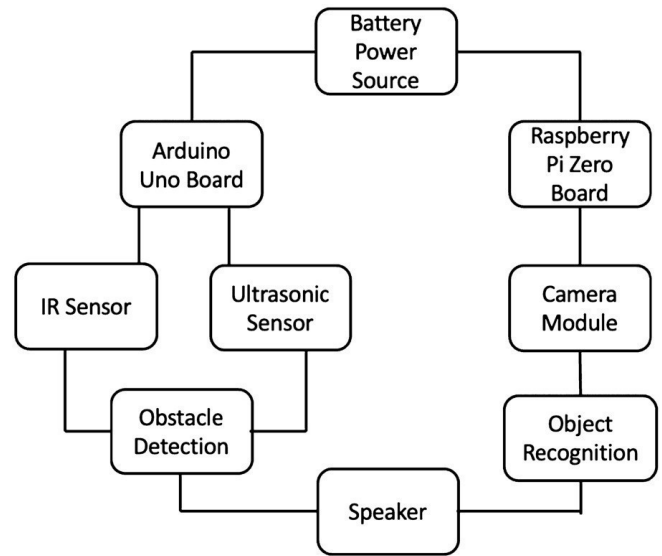 Battery
Power
Source
Arduino
Uno Board
Raspberry
Pi Zero
Board
IR Sensor
Ultrasonic
Sensor
Camera
Module
Obstacle
Detection
Object
Recognition
Speaker